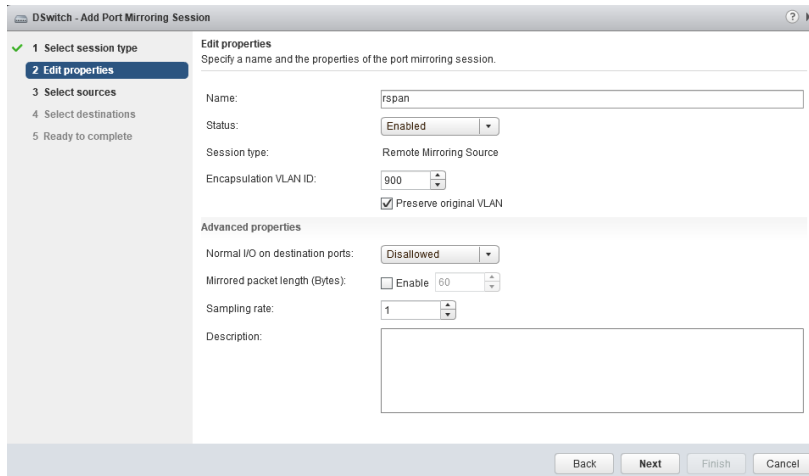 DSwitch - Add Port Mirroring Session
?
1 Select session type
2 Edit properties
3 Select sources
4 Select destinations
5 Ready to complete
Edit properties
Specify a name and the properties of the port mirroring session.
Name: rspan
Status: Enabled
Session type: Remote Mirroring Source
Encapsulation VLAN ID: 900
Preserve original VLAN
Advanced properties
Normal I/O on destination ports: Disallowed
Mirrored packet length (Bytes): Enable 60
Sampling rate: 1
Description:
Back Next Finish Cancel